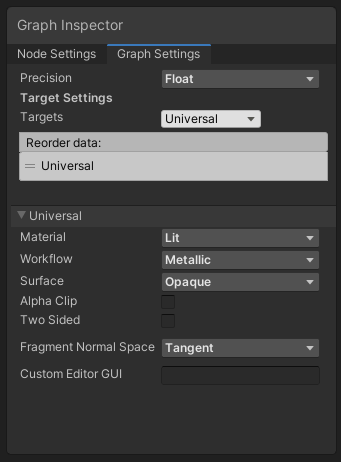 Graph Inspector
Node Settings Graph Settings
Precision Float
Target Settings
Targets Universal
Reorder data:
Universal
Universal
Material Lit
Workflow Metallic
Surface Opaque
Alpha Clip
Two Sided
Fragment Normal Space Tangent
Custom Editor GUI